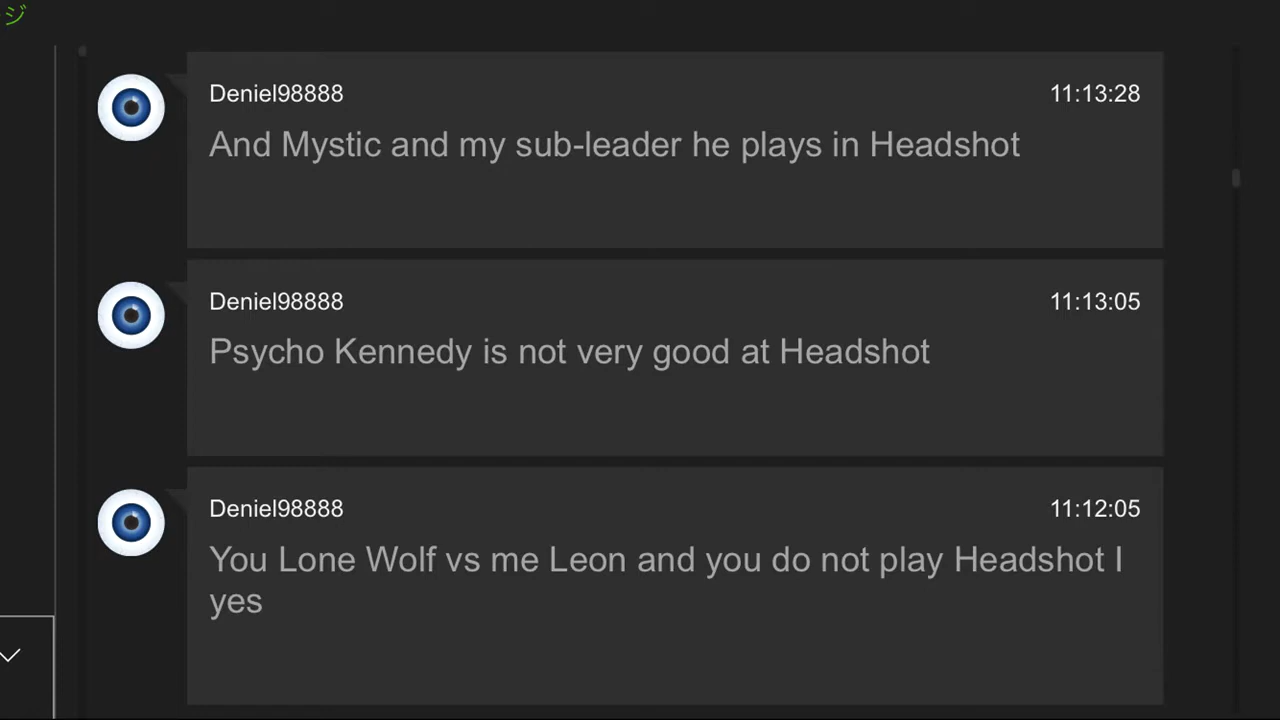 ジ
Deniel98888 11:13:28
And Mystic and my sub-leader he plays in Headshot
Deniel98888 11:13:05
Psycho Kennedy is not very good at Headshot
Deniel98888 11:12:05
You Lone Wolf vs me Leon and you do not play Headshot I
yes